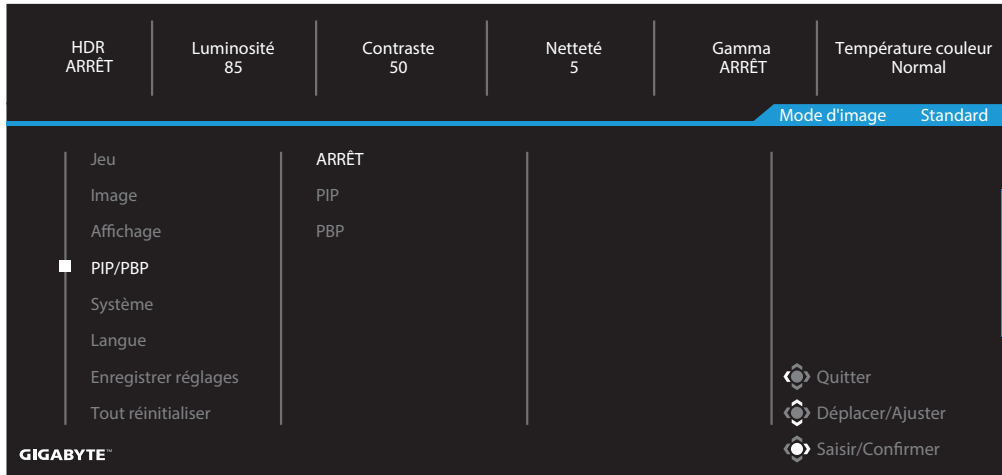 HDR
ARRÊT
Luminosité
85
Contraste
50
Netteté
5
Gamma
ARRÊT
Température couleur
Normal
Mode d'image Standard
Jeu
Image
Affichage
PIP/PBP
Système
Langue
Enregistrer réglages
Tout réinitialiser
ARRÊT
PIP
PBP
Quitter
Déplacer/Ajuster
Saisir/Confirmer
GIGABYTE™